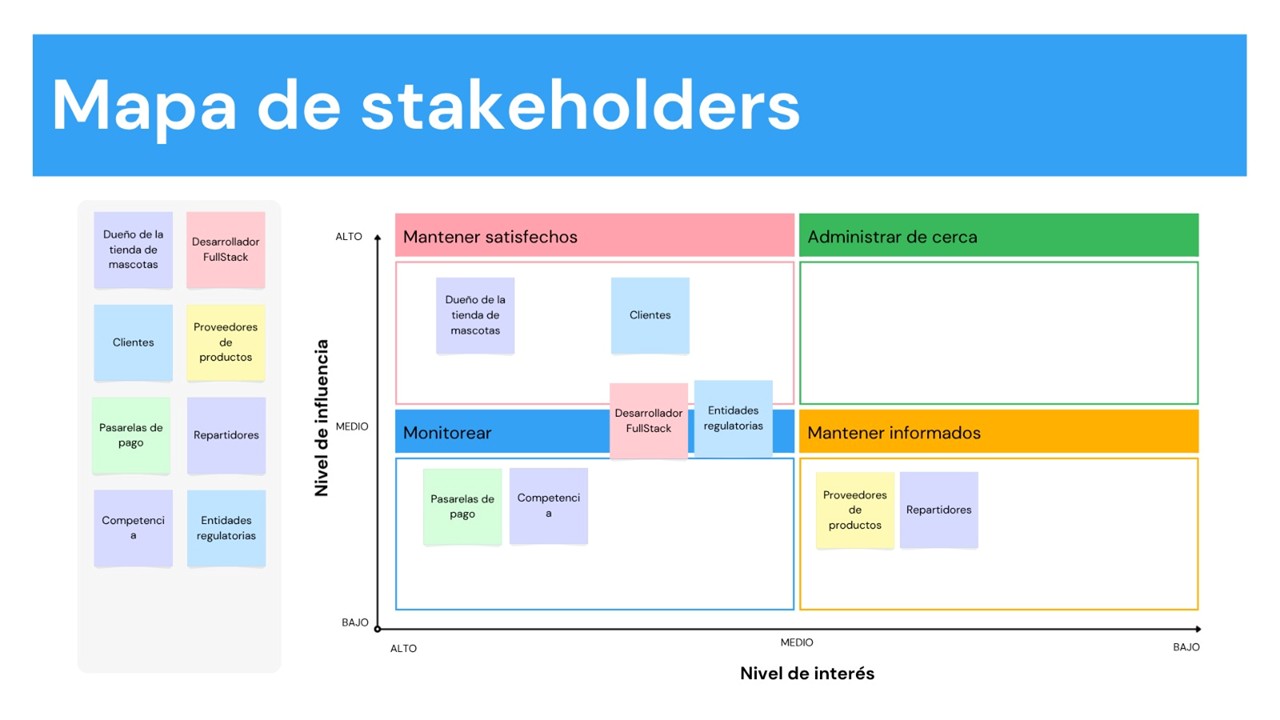 Mapa de stakeholders
Dueño de la
tienda de
mascotas
Desarrollador
FullStack
Clientes
Proveedores
de
productos
Pasarelas de
pago
Repartidores
Competenci
a
Entidades
regulatorias
Nivel de influencia
ALTO
MEDIO
BAJO
Mantener satisfechos
Dueño de la
tienda de
mascotas
Clientes
Desarrollador
FullStack
Entidades
regulatorias
Administrar de cerca
Monitorear
Pasarelas de
pago
Competenci
a
Mantener informados
Proveedores
de
productos
Repartidores
ALTO
MEDIO
BAJO
Nivel de interés